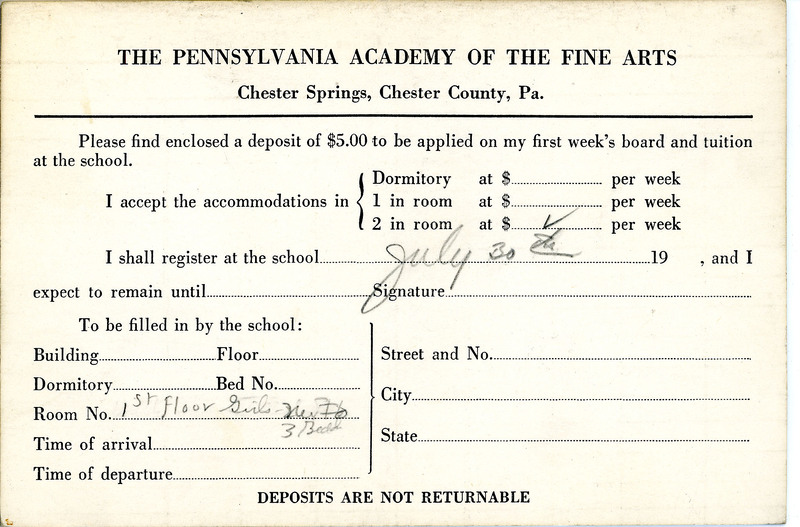 THE PENNSYLVANIA ACADEMY OF THE FINE ARTS
Chester Springs, Chester County, Pa.
Please find enclosed a deposit of $5.00 to be applied on my first week's board and tuition
at the school.
I accept the accommodations in
Dormitory at $ per week
1 in room at $ per week
2 in room at $ ✓ per week
I shall register at the school July 30th 19 , and I
expect to remain until Signature
To be filled in by the school:
Building Floor
Dormitory Bed No.
Room No. 1st floor Girls
3 Beds
Time of arrival
Time of departure
Street and No.
City
State
DEPOSITS ARE NOT RETURNABLE